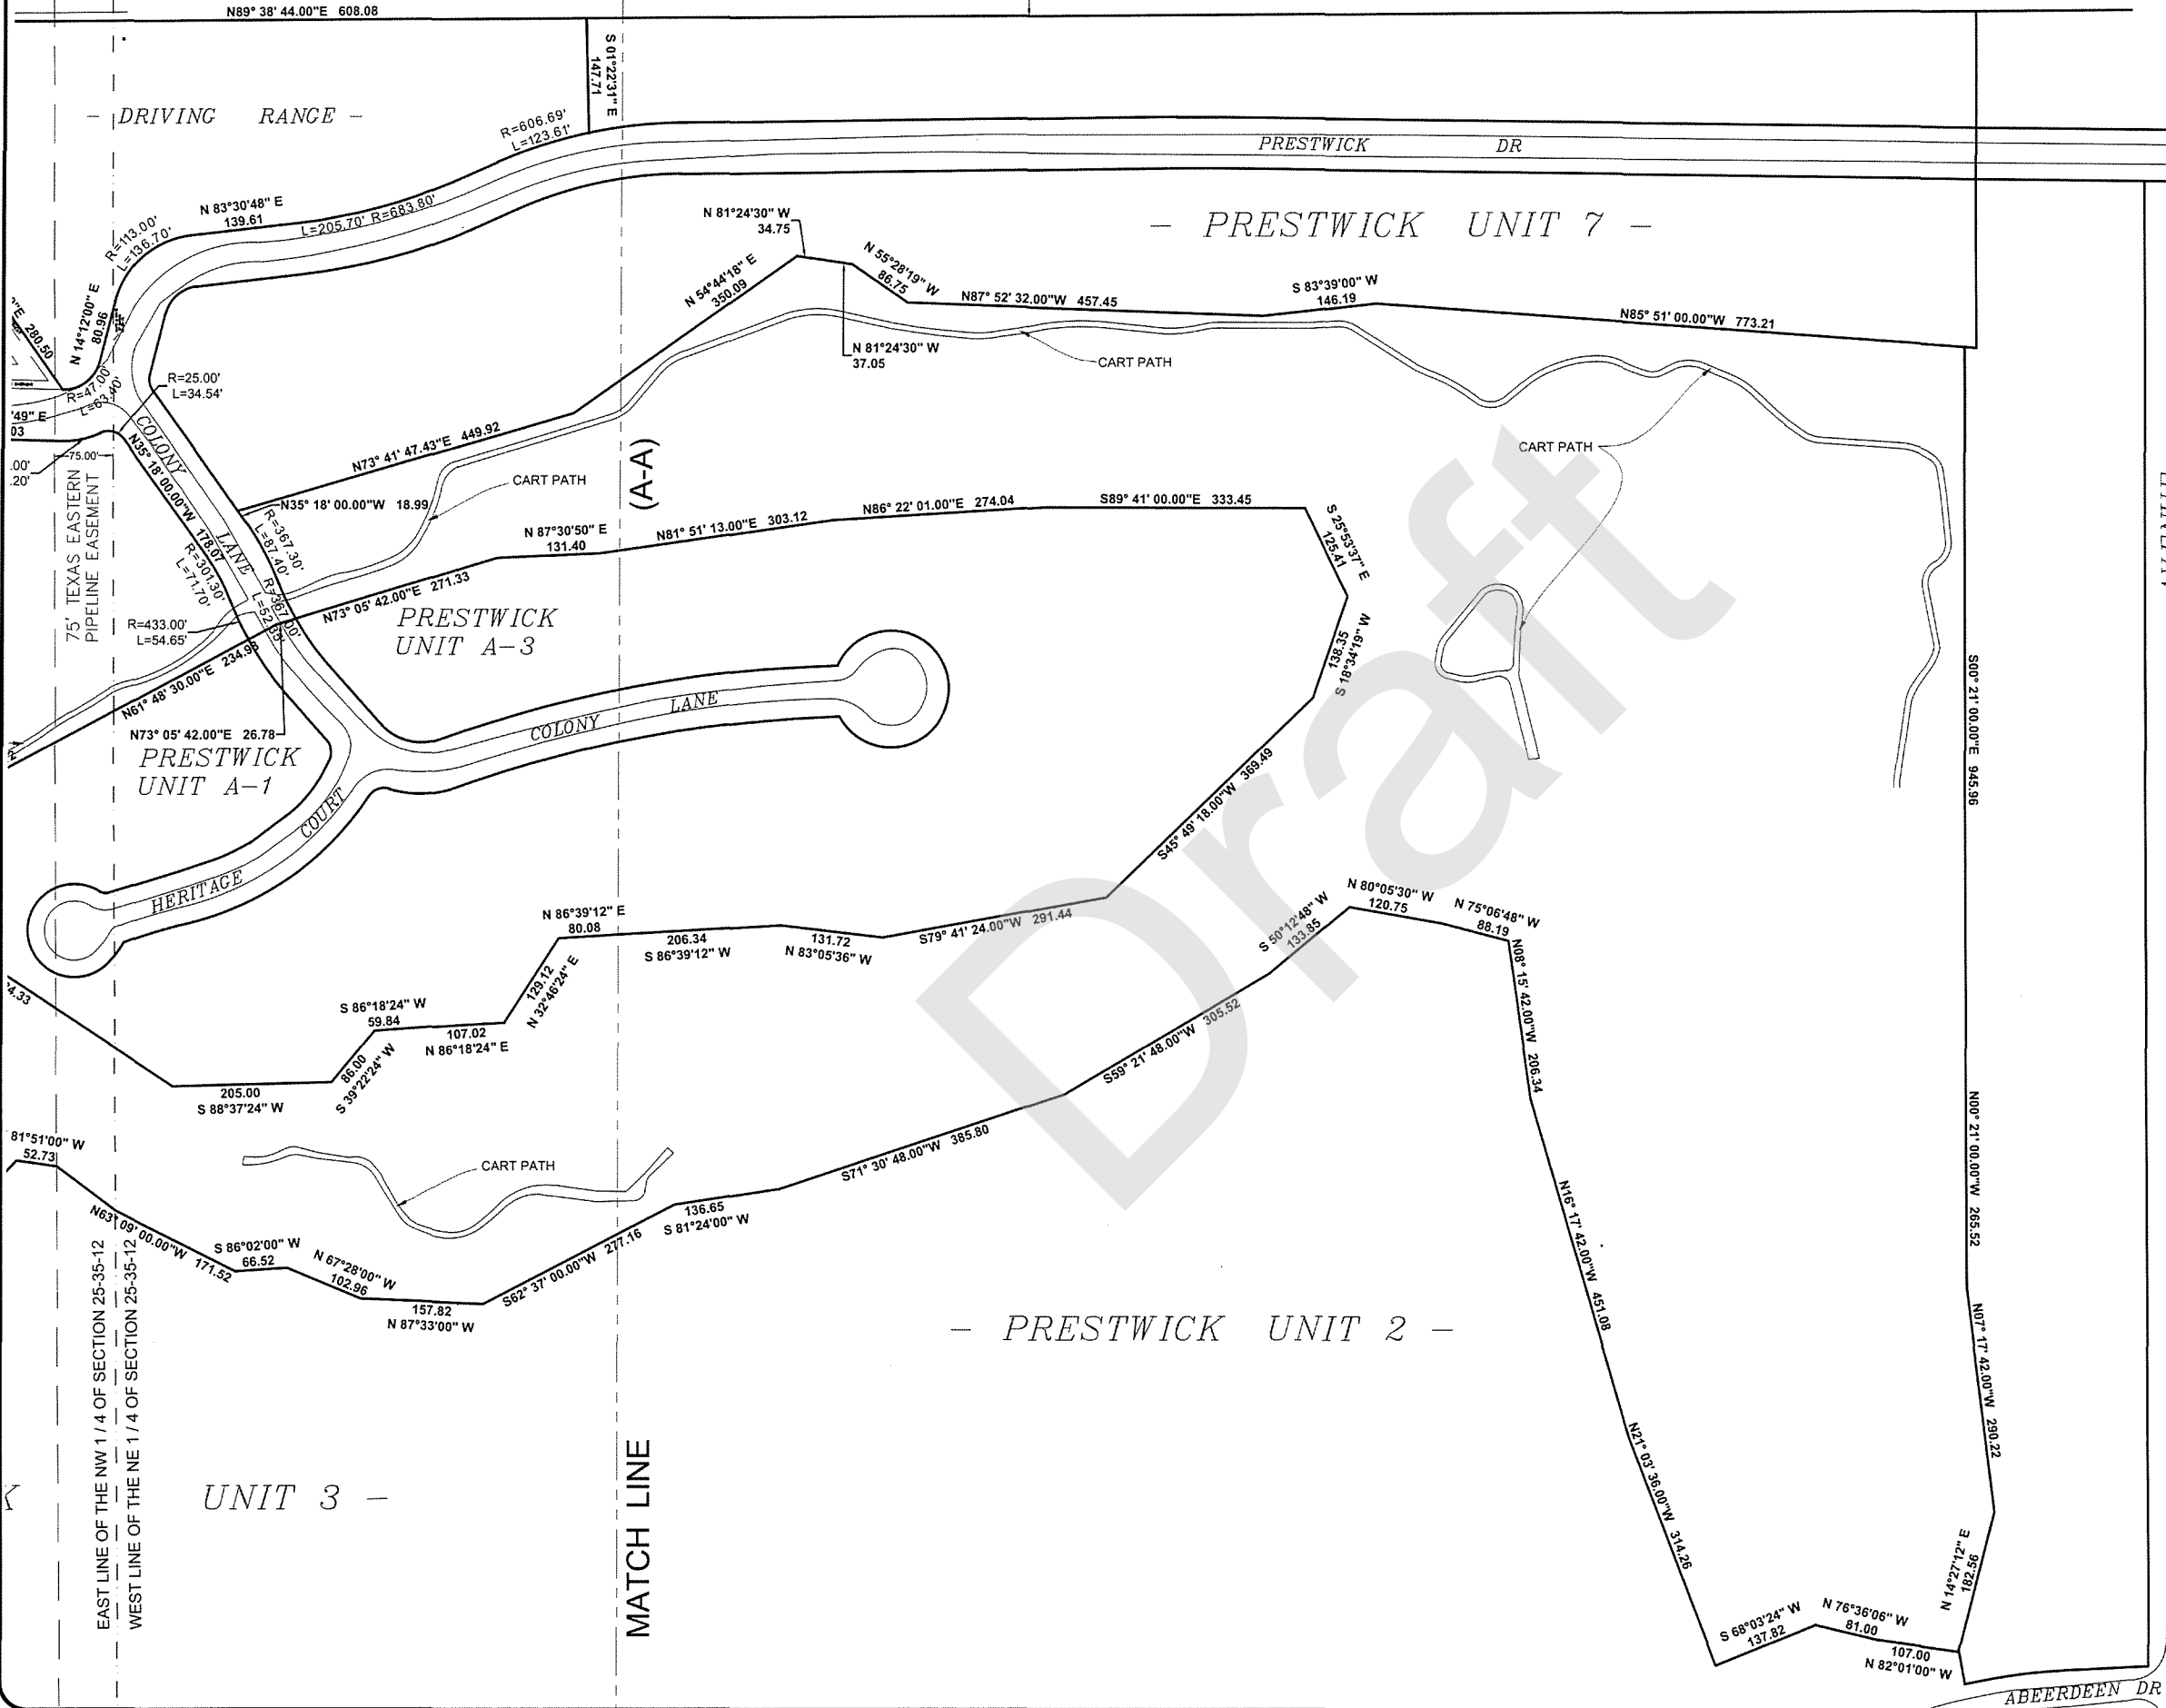 N89° 38' 44.00"E 608.08
S 01°22'31" E
147.71
- DRIVING RANGE -
R=606.69'
L=123.61'
PRESTWICK DR
N 83°30'48" E
139.61
L=205.70' R=683.80'
R=113.00'
L=136.70'
N 81°24'30" W
34.75
- PRESTWICK UNIT 7 -
N 55°28'19" W
86.75
N 54°44'18" E
350.09
N87° 52' 32.00"W 457.45
S 83°39'00" W
146.19
N85° 51' 00.00"W 773.21
N 14°12'00" E
80.96
280.50
N 81°24'30" W
37.05
CART PATH
R=47.00'
L=63.40'
R=25.00'
L=34.54'
'49" E
03
.00'
.20'
COLONY
LANE
N35° 18' 00.00"W 178.07
75.00'
75' TEXAS EASTERN
PIPELINE EASEMENT
N73° 41' 47.43"E 449.92
CART PATH
N35° 18' 00.00"W 18.99
(A-A)
CART PATH
R=367.30'
L=87.40'
R=301.30'
L=71.70'
N 87°30'50" E
131.40
N81° 51' 13.00"E 303.12
N86° 22' 01.00"E 274.04
S89° 41' 00.00"E 333.45
S 25°53'37" E
125.41
N73° 05' 42.00"E 271.33
R=433.00'
L=54.65'
PRESTWICK
UNIT A-3
138.35
S 18°34'19" W
N61° 48' 30.00"E 234.98
N73° 05' 42.00"E 26.78
PRESTWICK
UNIT A-1
COLONY LANE
S00° 21' 00.00"E 945.96
S45° 49' 18.00"W 369.49
HERITAGE COURT
Draft
N 86°39'12" E
80.08
206.34
S 86°39'12" W
131.72
N 83°05'36" W
S79° 41' 24.00"W 291.44
S 50°12'48" W
133.85
N 80°05'30" W
120.75
N 75°06'48" W
88.19
N08° 15' 42.00"W 206.34
129.12
N 32°46'24" E
4.33
S 86°18'24" W
59.84
107.02
N 86°18'24" E
86.00
S 39°22'24" W
205.00
S 88°37'24" W
S59° 21' 48.00"W 305.52
81°51'00" W
52.73
CART PATH
S71° 30' 48.00"W 385.80
N00° 21' 00.00"W 265.52
N63° 09' 00.00"W 171.52
S 86°02'00" W
66.52
N 67°28'00" W
102.96
157.82
N 87°33'00" W
S62° 37' 00.00"W 277.16
136.65
S 81°24'00" W
N16° 17' 42.00"W 451.08
N07° 17' 42.00"W 290.22
- PRESTWICK UNIT 2 -
EAST LINE OF THE NW 1 / 4 OF SECTION 25-35-12
WEST LINE OF THE NE 1 / 4 OF SECTION 25-35-12
UNIT 3 -
MATCH LINE
N21° 03' 36.00"W 314.26
N 14°27'12" E
182.56
S 68°03'24" W
137.82
N 76°36'06" W
81.00
107.00
N 82°01'00" W
ABEERDEEN DR